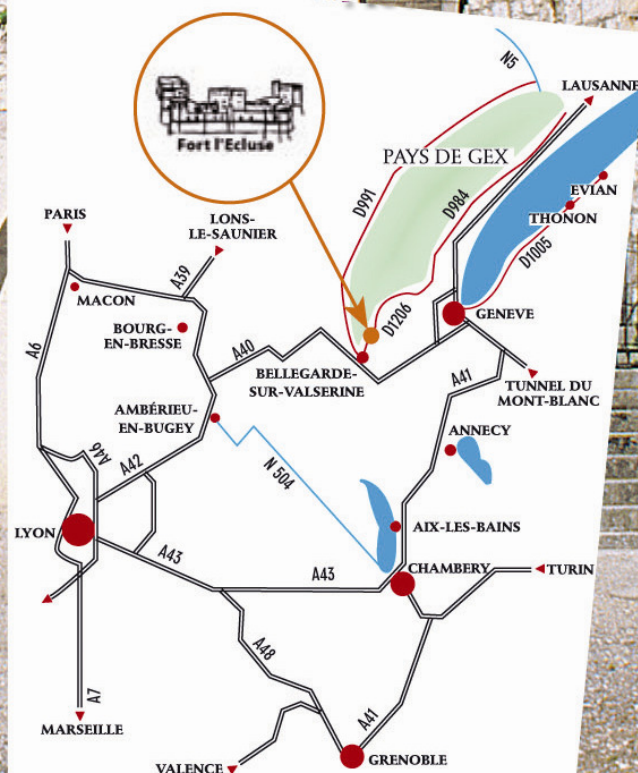 Fort l'Ecluse
N5
LAUSANNE
PAYS DE GEX
D991
D984
EVIAN
THONON
D1005
PARIS
LONS-
LE-SAUNIER
A39
MACON
BOURG-
EN-BRESSE
A6
A40
D1206
GENEVE
BELLEGARDE-
SUR-VALSERINE
A41
TUNNEL DU
MONT-BLANC
AMBÉRIEU-
EN-BUGEY
ANNECY
A46
A42
N 504
LYON
AIX-LES-BAINS
A43
A43
CHAMBERY
TURIN
A48
A7
A41
MARSEILLE
VALENCE
GRENOBLE